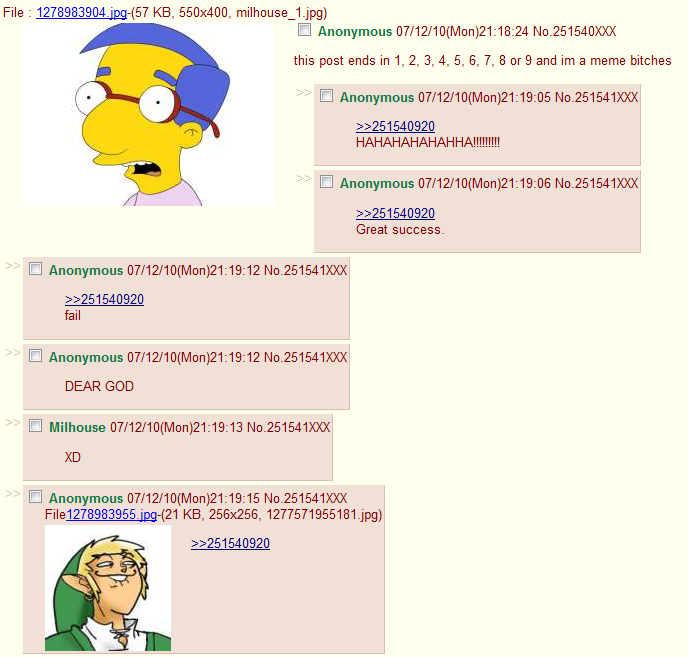 File : 1278983904.jpg-(57 KB, 550x400, milhouse_1.jpg)
Anonymous 07/12/10(Mon)21:18:24 No.251540XXX
this post ends in 1, 2, 3, 4, 5, 6, 7, 8 or 9 and im a meme bitches
>> Anonymous 07/12/10(Mon)21:19:05 No.251541XXX
>>251540920
HAHAHAHAHAHHA!!!!!!!!!
>> Anonymous 07/12/10(Mon)21:19:06 No.251541XXX
>>251540920
Great success.
>> Anonymous 07/12/10(Mon)21:19:12 No.251541XXX
>>251540920
fail
>> Anonymous 07/12/10(Mon)21:19:12 No.251541XXX
DEAR GOD
>> Milhouse 07/12/10(Mon)21:19:13 No.251541XXX
XD
>> Anonymous 07/12/10(Mon)21:19:15 No.251541XXX
File1278983955.jpg-(21 KB, 256x256, 1277571955181.jpg)
>>251540920